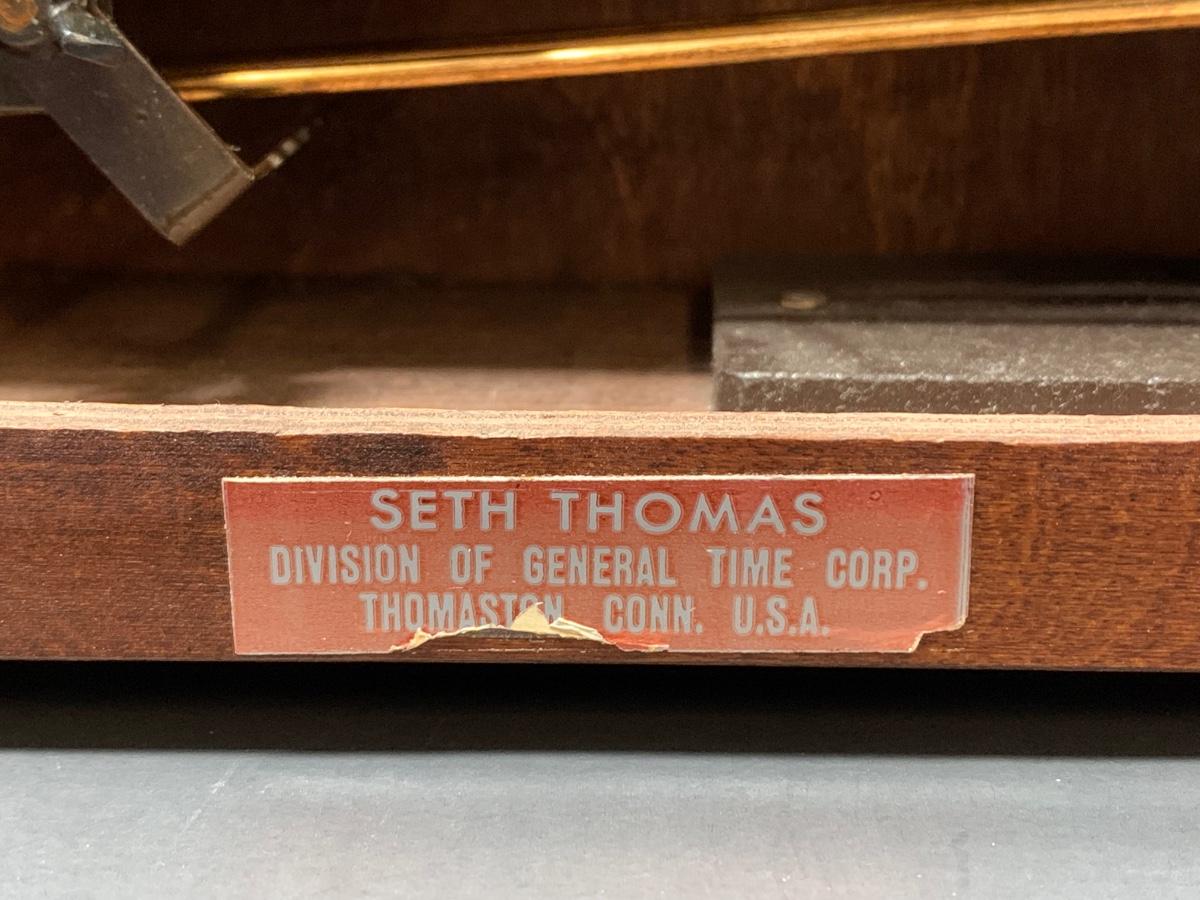 SETH THOMAS
DIVISION OF GENERAL TIME CORP.
THOMASTON CONN. U.S.A.